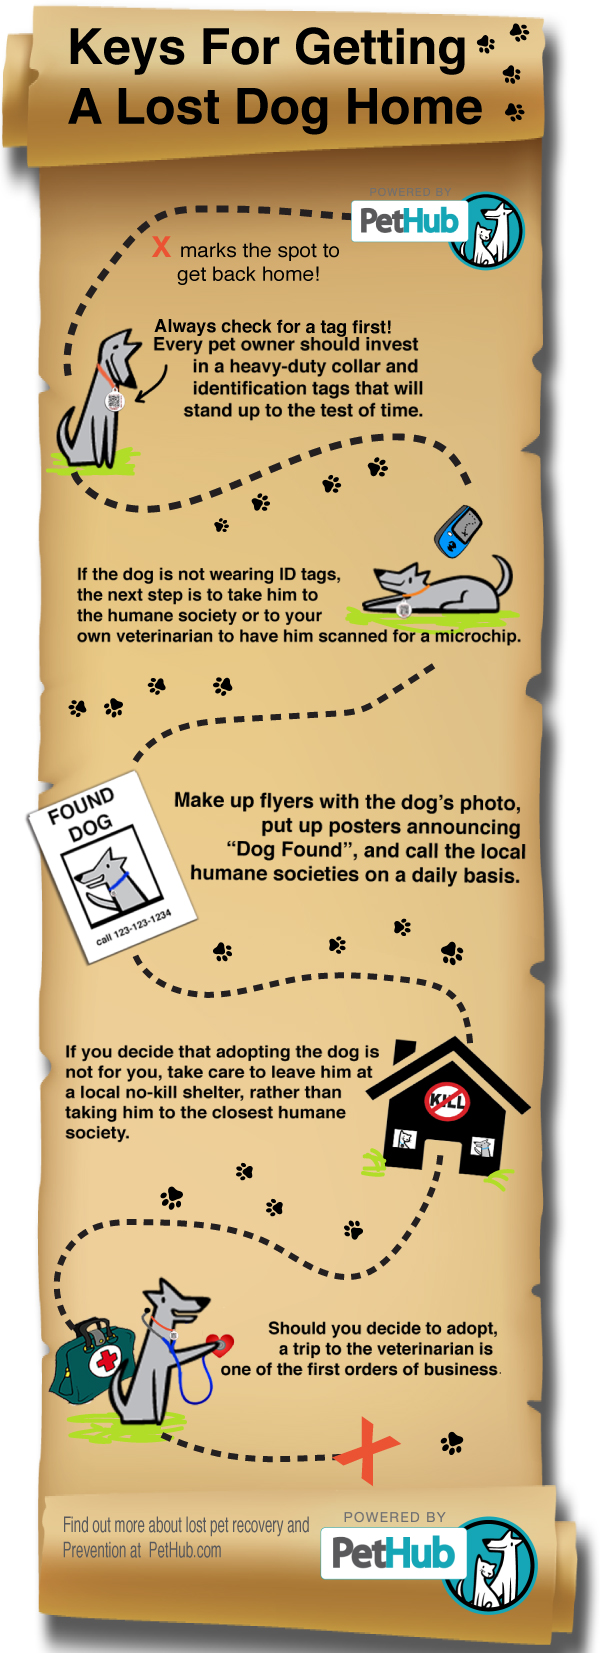 Keys For Getting
A Lost Dog Home
POWERED BY
PetHub
X marks the spot to
get back home!
Always check for a tag first!
Every pet owner should invest
in a heavy-duty collar and
identification tags that will
stand up to the test of time.
If the dog is not wearing ID tags,
the next step is to take him to
the humane society or to your
own veterinarian to have him scanned for a microchip.
FOUND
DOG
call 123-123-1234
Make up flyers with the dog's photo,
put up posters announcing
“Dog Found”, and call the local
humane societies on a daily basis.
If you decide that adopting the dog is
not for you, take care to leave him at
a local no-kill shelter, rather than
taking him to the closest humane
society.
KILL
Should you decide to adopt,
a trip to the veterinarian is
one of the first orders of business.
Find out more about lost pet recovery and
Prevention at PetHub.com
POWERED BY
PetHub